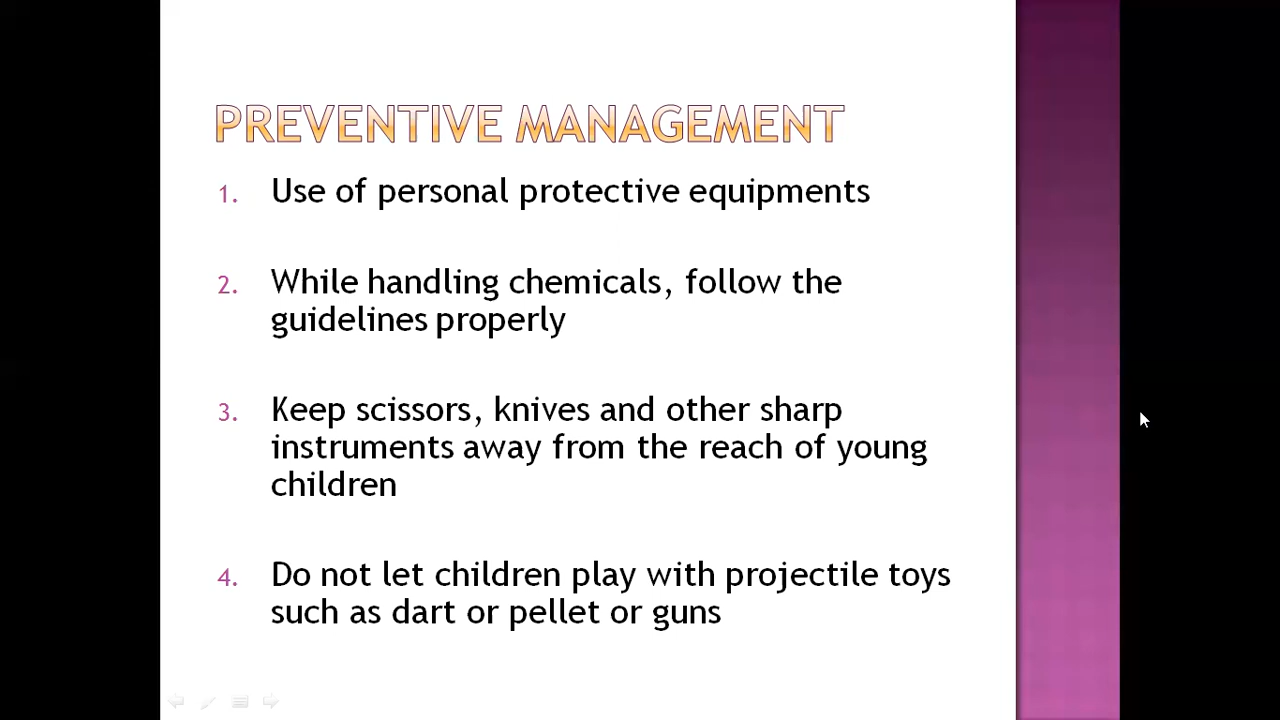 PREVENTIVE MANAGEMENT
1. Use of personal protective equipments
2. While handling chemicals, follow the
guidelines properly
3. Keep scissors, knives and other sharp
instruments away from the reach of young
children
4. Do not let children play with projectile toys
such as dart or pellet or guns